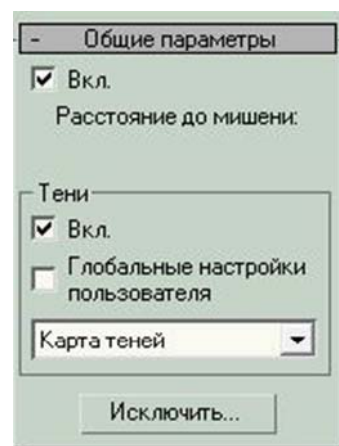 - Общие параметры
Вкл.
Расстояние до мишени:
Тени
Вкл.
Глобальные настройки
пользователя
Карта теней
Исключить...